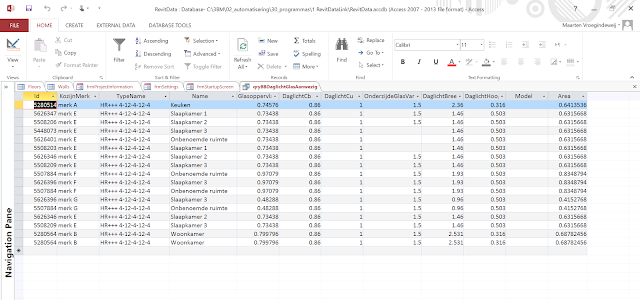 RevitData : Database- C:\3BM\02_automatisering\30_programmas\1 RevitDataLink\RevitData.accdb (Access 2007 - 2013 file format) - Access
FILE HOME CREATE EXTERNAL DATA DATABASE TOOLS Maarten Vroegindeweij
View Paste Cut Copy Format Painter Filter Ascending Descending Remove Sort Selection Advanced Toggle Filter Refresh All New Save Delete Totals Spelling More Find Replace Go To Select Calibri 11
Views Clipboard Sort & Filter Records Find Text Formatting
Floors Walls frmProjectInformation frmSettings frmStartupScreen qryBBDaglichtGlasAanwezig
Id KozijnMerk TypeName Name Glasoppervl DaglichtCb DaglichtCu OnderzijdeGlasVar DaglichtBree DaglichtHoo Model Area
5280514 merk A HR+++ 4-12-4-12-4 Keuken 0.74576 0.86 1 1.5 2.36 0.316 0.6413536
5626347 merk E HR+++ 4-12-4-12-4 Slaapkamer 1 0.73438 0.86 1 1.5 1.46 0.503 0.6315668
5508206 merk E HR+++ 4-12-4-12-4 Slaapkamer 2 0.73438 0.86 1 1.5 1.46 0.503 0.6315668
5448073 merk E HR+++ 4-12-4-12-4 Slaapkamer 3 0.73438 0.86 1 1.46 0.503 0.6315668
5626401 merk E HR+++ 4-12-4-12-4 Onbenoemde ruimte 0.73438 0.86 1 1.46 0.503 0.6315668
5508203 merk E HR+++ 4-12-4-12-4 Slaapkamer 1 0.73438 0.86 1 1.46 0.503 0.6315668
5626346 merk E HR+++ 4-12-4-12-4 Slaapkamer 2 0.73438 0.86 1 1.5 1.46 0.503 0.6315668
5508209 merk E HR+++ 4-12-4-12-4 Slaapkamer 3 0.73438 0.86 1 1.5 1.46 0.503 0.6315668
5507884 merk F HR+++ 4-12-4-12-4 Onbenoemde ruimte 0.97079 0.86 1 1.5 1.93 0.503 0.8348794
5626396 merk F HR+++ 4-12-4-12-4 Slaapkamer 3 0.97079 0.86 1 1.5 1.93 0.503 0.8348794
5507884 merk F HR+++ 4-12-4-12-4 Onbenoemde ruimte 0.97079 0.86 1 1.5 1.93 0.503 0.8348794
5626396 merk G HR+++ 4-12-4-12-4 Slaapkamer 3 0.48288 0.86 1 1.5 0.96 0.503 0.4152768
5507884 merk G HR+++ 4-12-4-12-4 Onbenoemde ruimte 0.48288 0.86 1 1.5 0.96 0.503 0.4152768
5626346 merk E HR+++ 4-12-4-12-4 Slaapkamer 2 0.73438 0.86 1 1.5 1.46 0.503 0.6315668
5508209 merk E HR+++ 4-12-4-12-4 Slaapkamer 3 0.73438 0.86 1 1.5 1.46 0.503 0.6315668
5280564 merk B HR+++ 4-12-4-12-4 Woonkamer 0.799796 0.86 1 1.5 2.531 0.316 0.68782456
5280564 merk B HR+++ 4-12-4-12-4 Woonkamer 0.799796 0.86 1 1.5 2.531 0.316 0.68782456
Navigation Pane